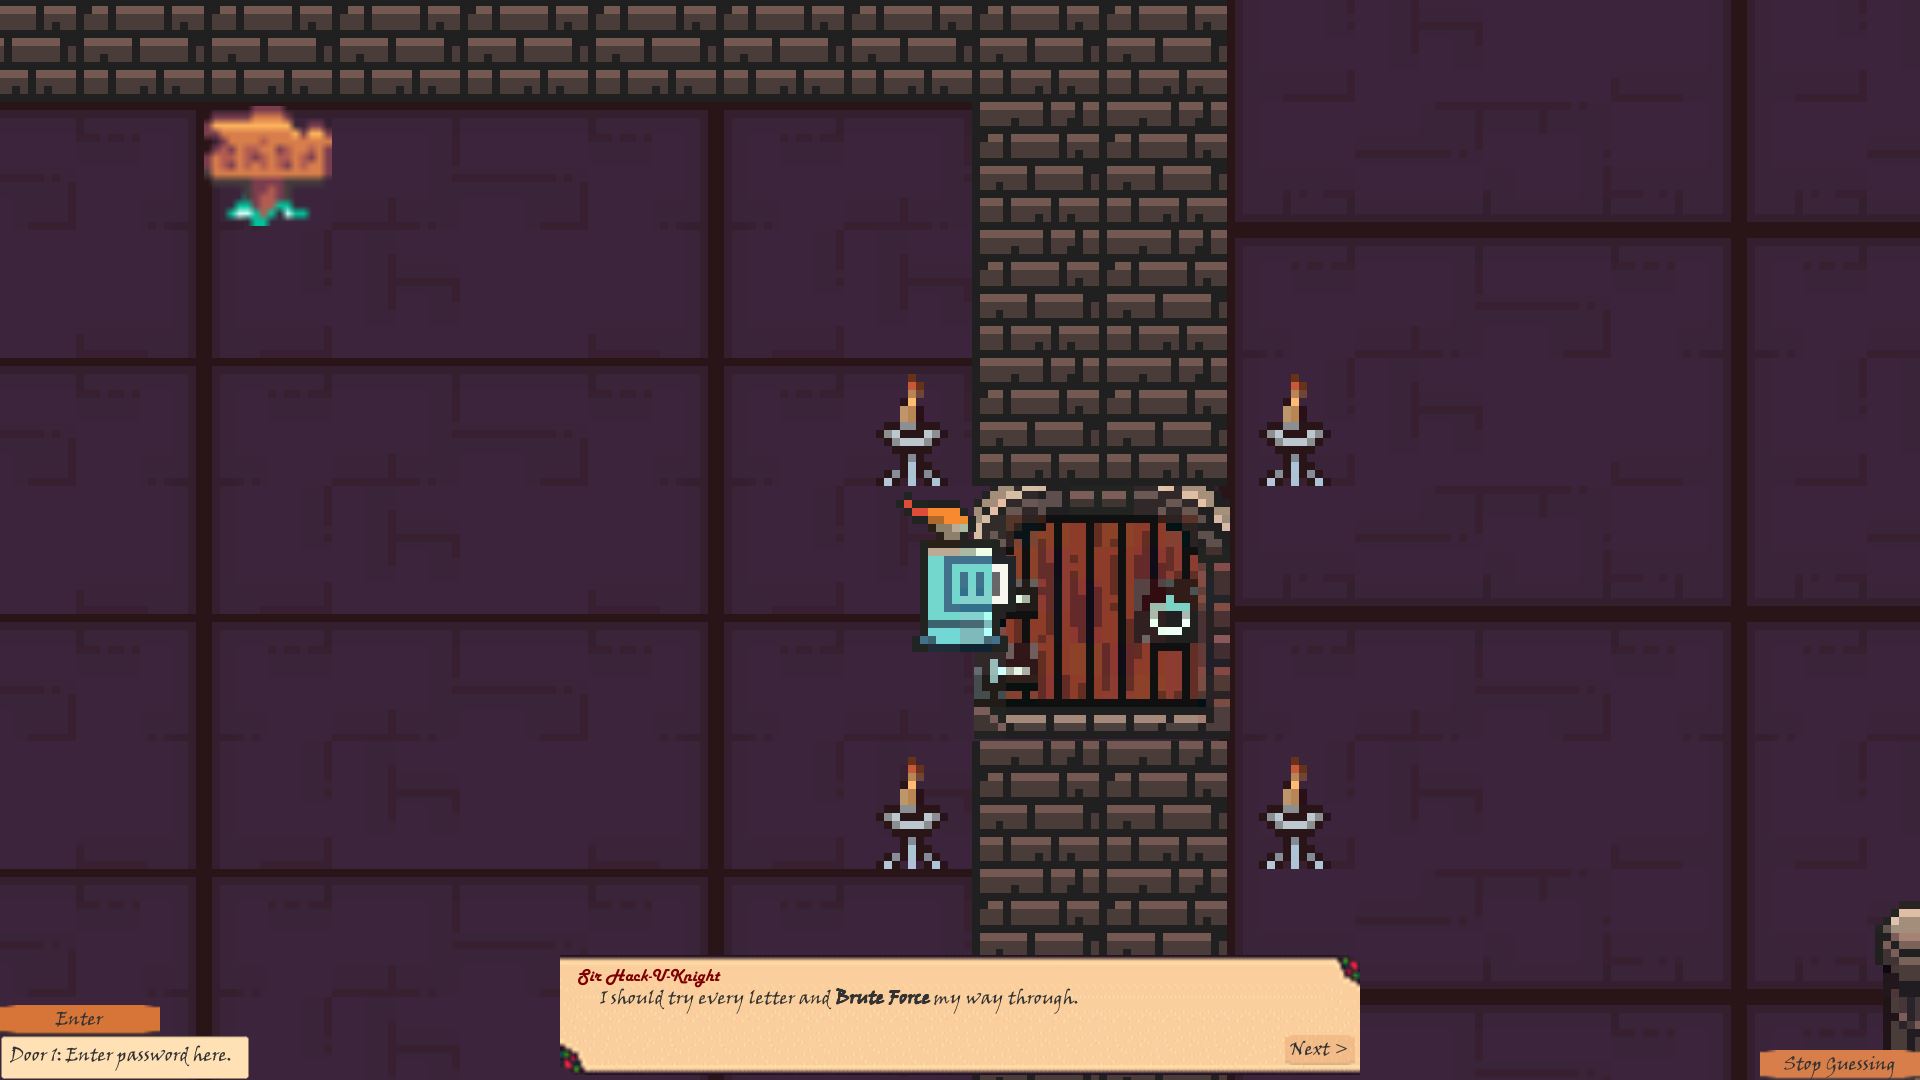 Sir Hack-U-Knight
I should try every letter and Brute Force my way through.
Next >
Enter
Door 1: Enter password here.
Stop Guessing